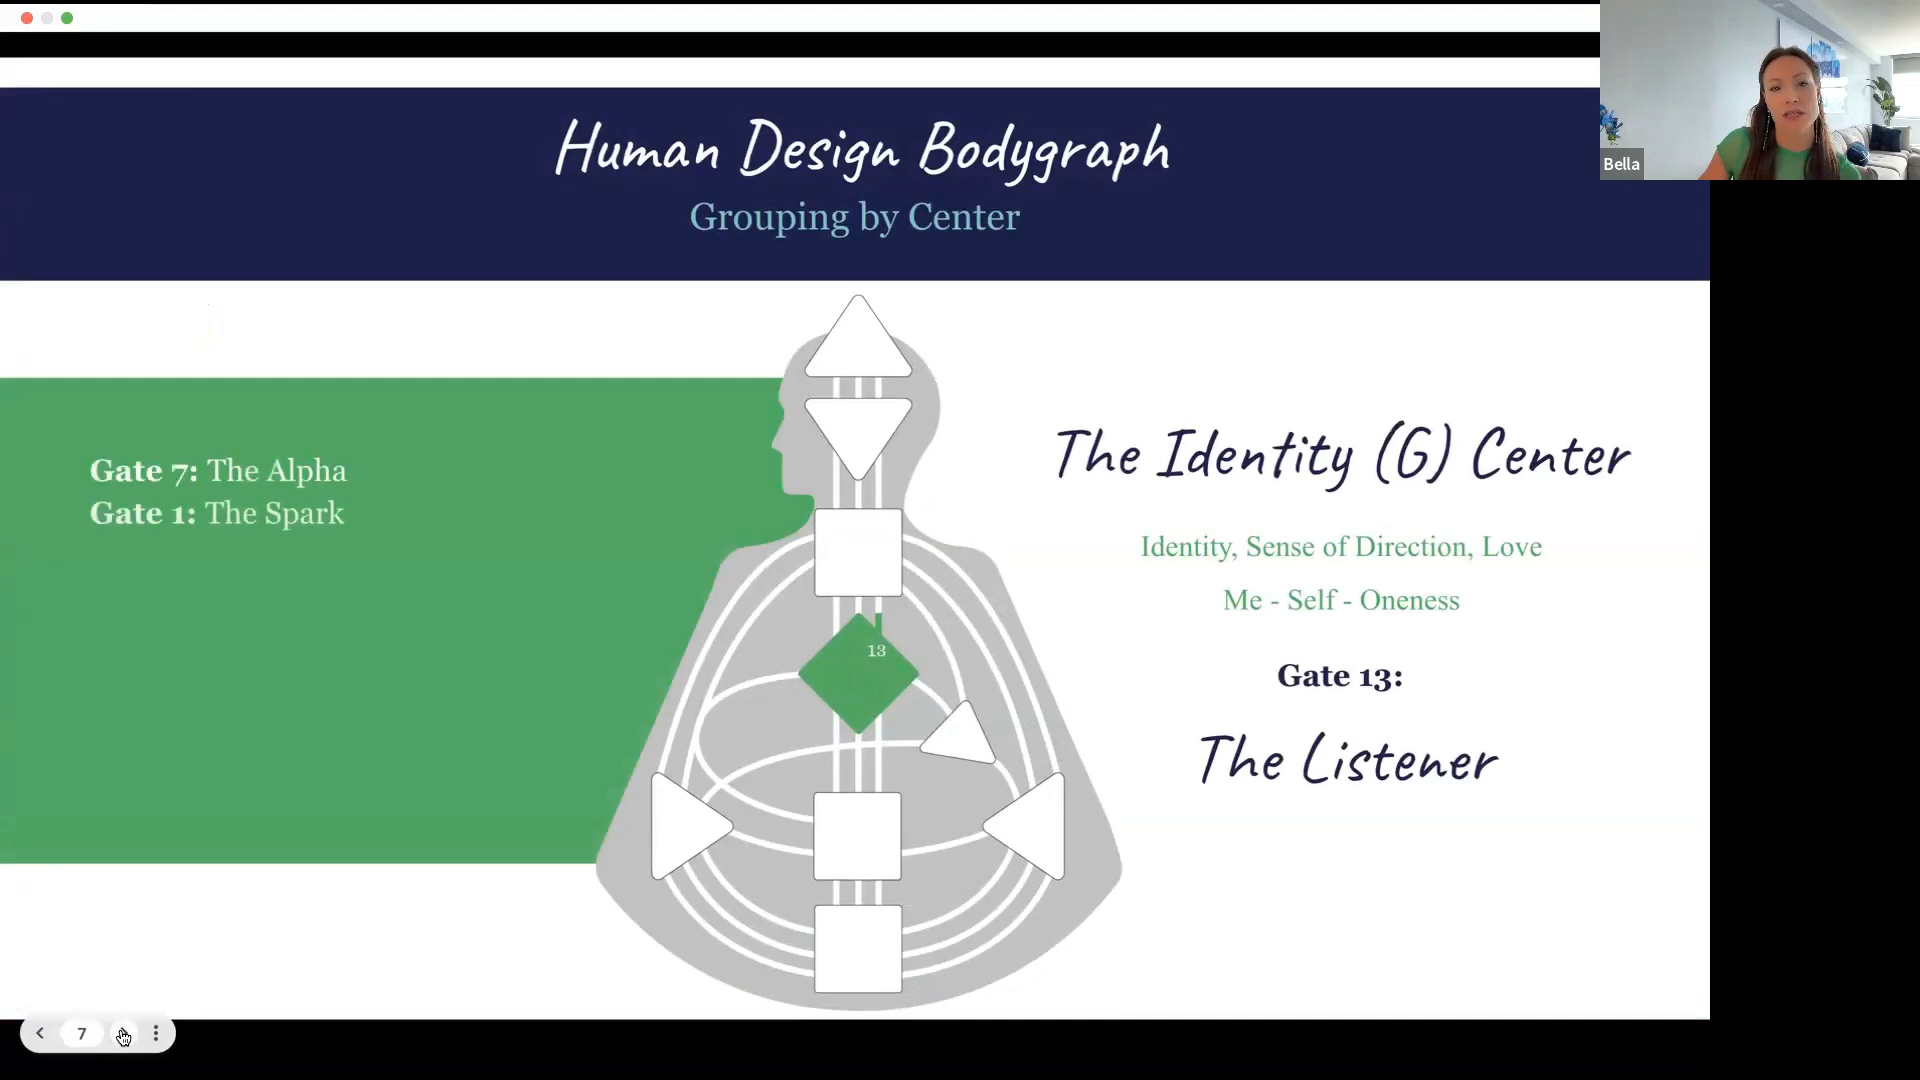 Human Design Bodygraph
Grouping by Center
Bella
Gate 7: The Alpha
Gate 1: The Spark
The Identity (G) Center
Identity, Sense of Direction, Love
Me - Self - Oneness
13
Gate 13:
The Listener
7